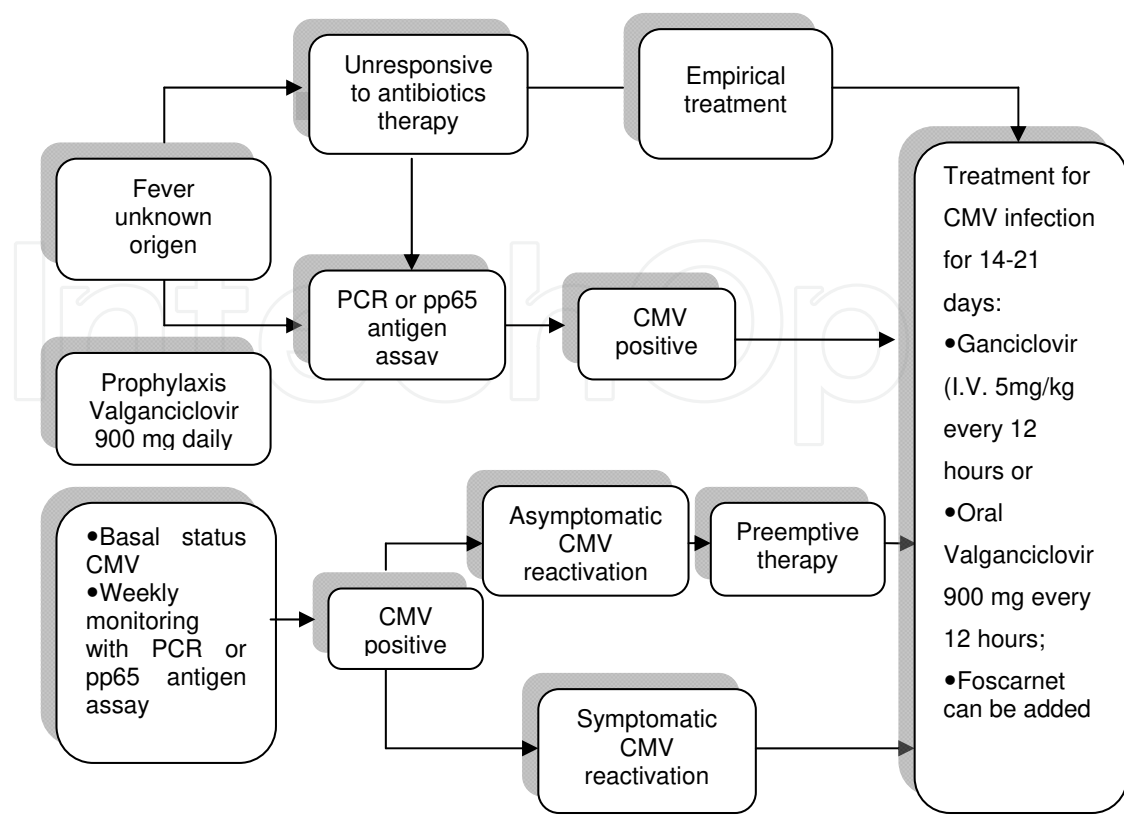 Unresponsive
to antibiotics
therapy
Empirical
treatment
Fever
unknown
origen
PCR or pp65
antigen
assay
CMV
positive
Prophylaxis
Valganciclovir
900 mg daily
●Basal status
CMV
●Weekly
monitoring
with PCR or
pp65 antigen
assay
CMV
positive
Asymptomatic
CMV
reactivation
Preemptive
therapy
Symptomatic
CMV
reactivation
Treatment for
CMV infection
for 14-21
days:
●Ganciclovir
(I.V. 5mg/kg
every 12
hours or
●Oral
Valganciclovir
900 mg every
12 hours;
●Foscarnet
can be added
IntechOp